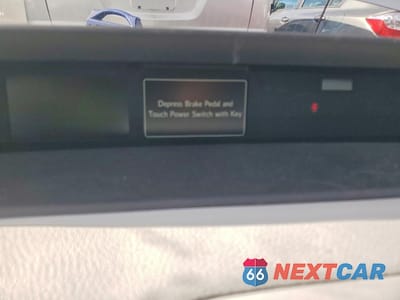 Depress Brake Pedal and
Touch Power Switch with Key
66 NEXTCAR